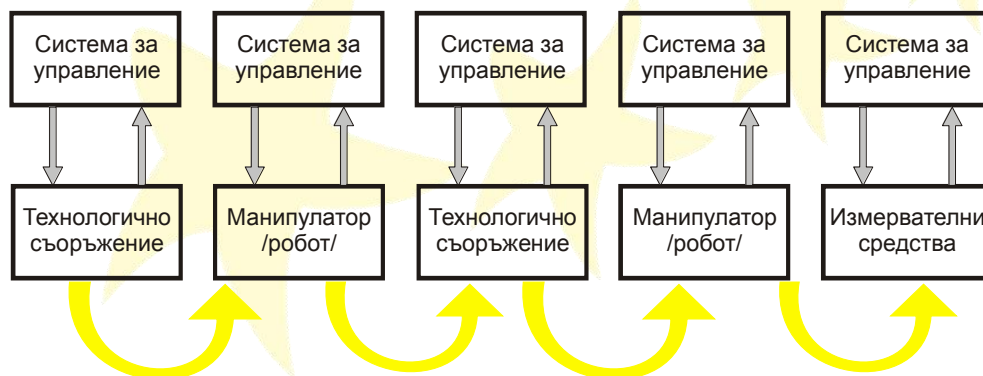 Система за
управление
Система за
управление
Система за
управление
Система за
управление
Система за
управление
Технологично
съоръжение
Манипулатор
/робот/
Технологично
съоръжение
Манипулатор
/робот/
Измервателни
средства